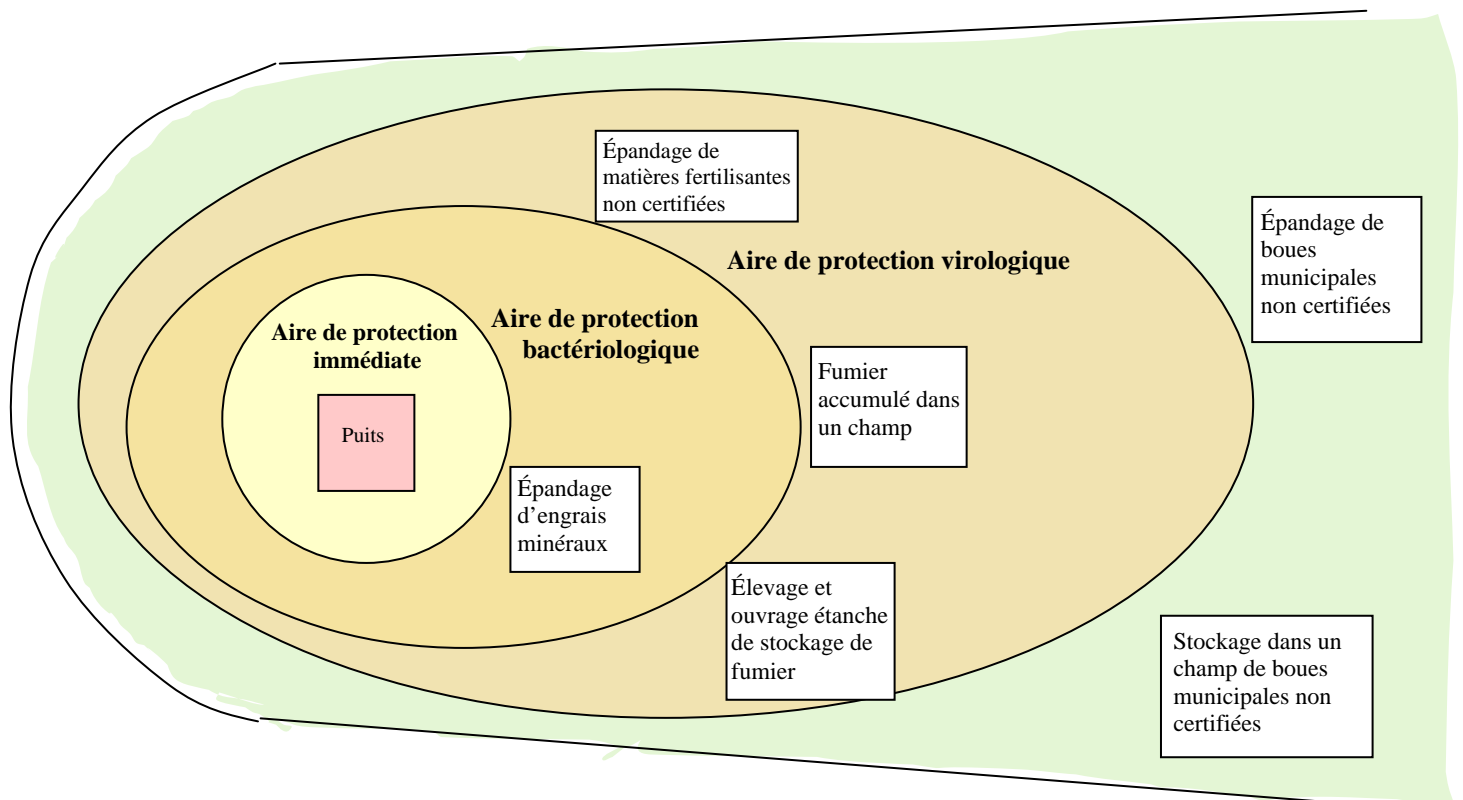 Épandage de
matières fertilisantes
non certifiées
Aire de protection virologique
Épandage de
boues
municipales
non certifiées
Aire de protection
bactériologique
Aire de protection
immédiate
Puits
Fumier
accumulé dans
un champ
Épandage
d’engrais
minéraux
Élevage et
ouvrage étanche
de stockage de
fumier
Stockage dans un
champ de boues
municipales non
certifiées